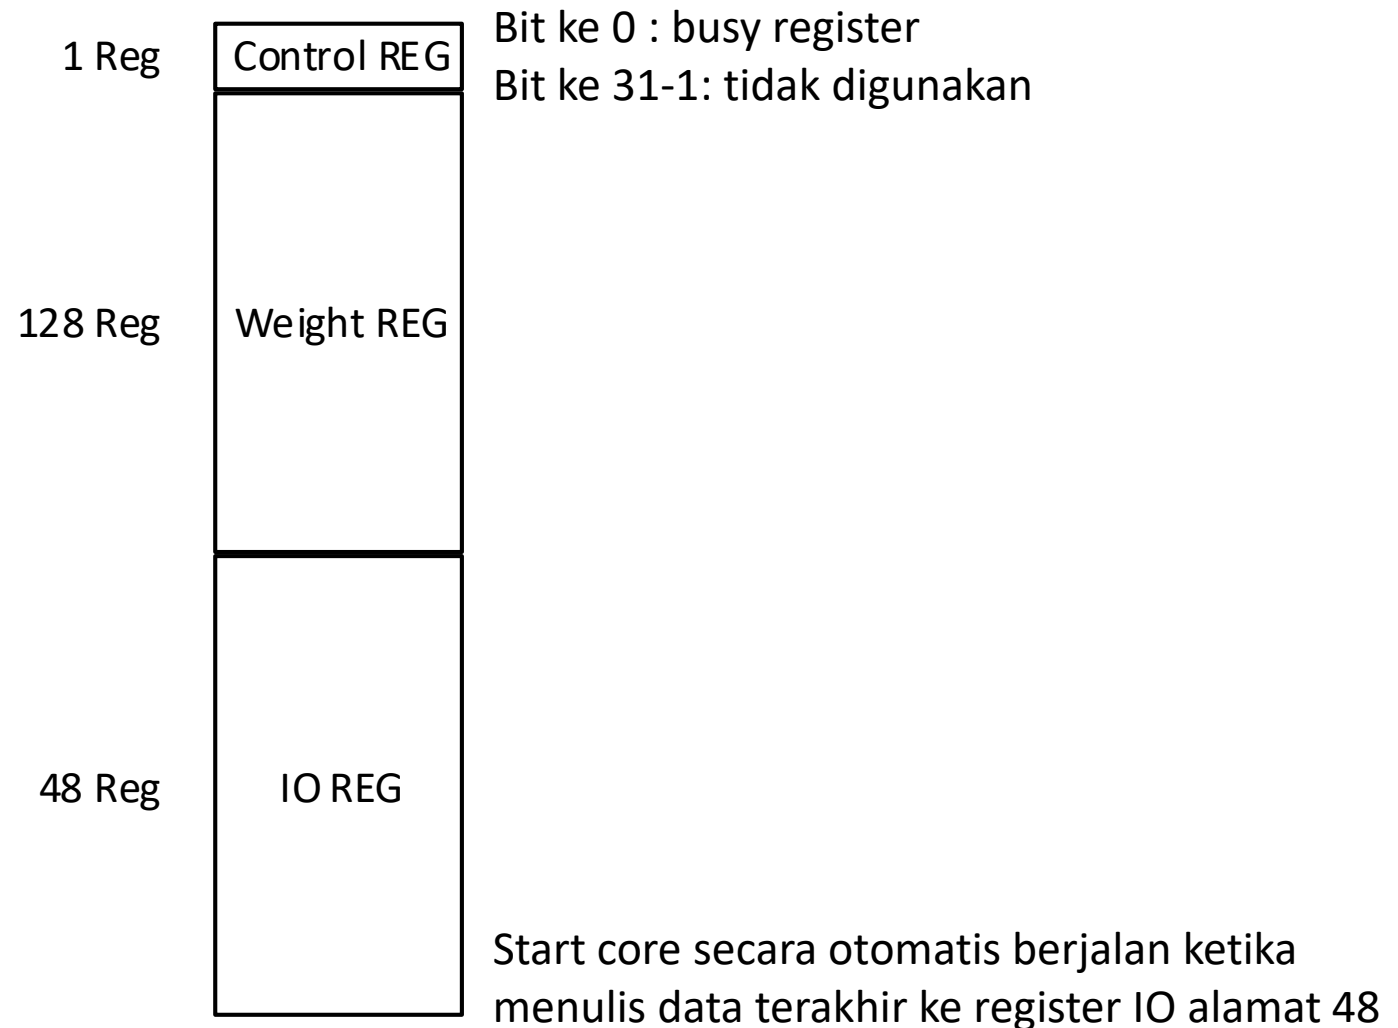 1 Reg
Control REG
Bit ke 0 : busy register
Bit ke 31-1: tidak digunakan
128 Reg
Weight REG
48 Reg
IO REG
Start core secara otomatis berjalan ketika
menulis data terakhir ke register IO alamat 48